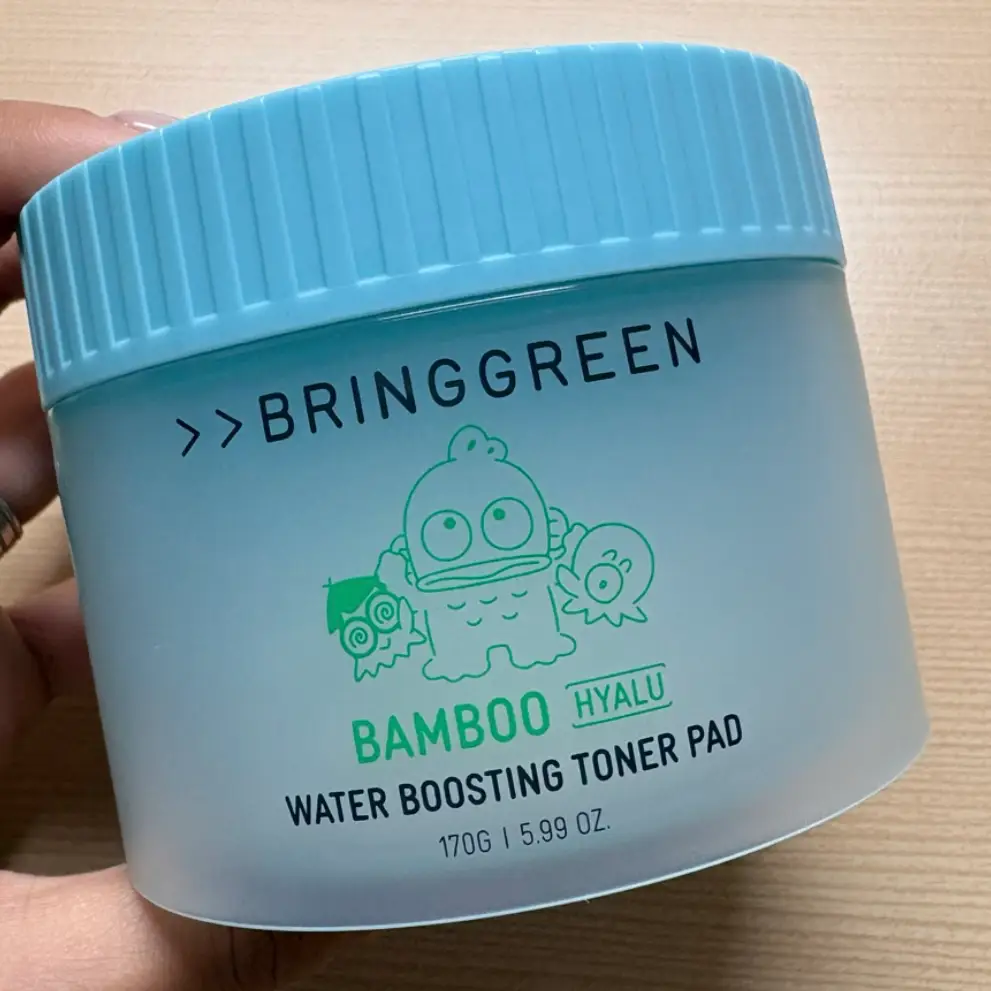 >>BRINGGREEN
BAMBOO HYALU
WATER BOOSTING TONER PAD
170G | 5.99 OZ.